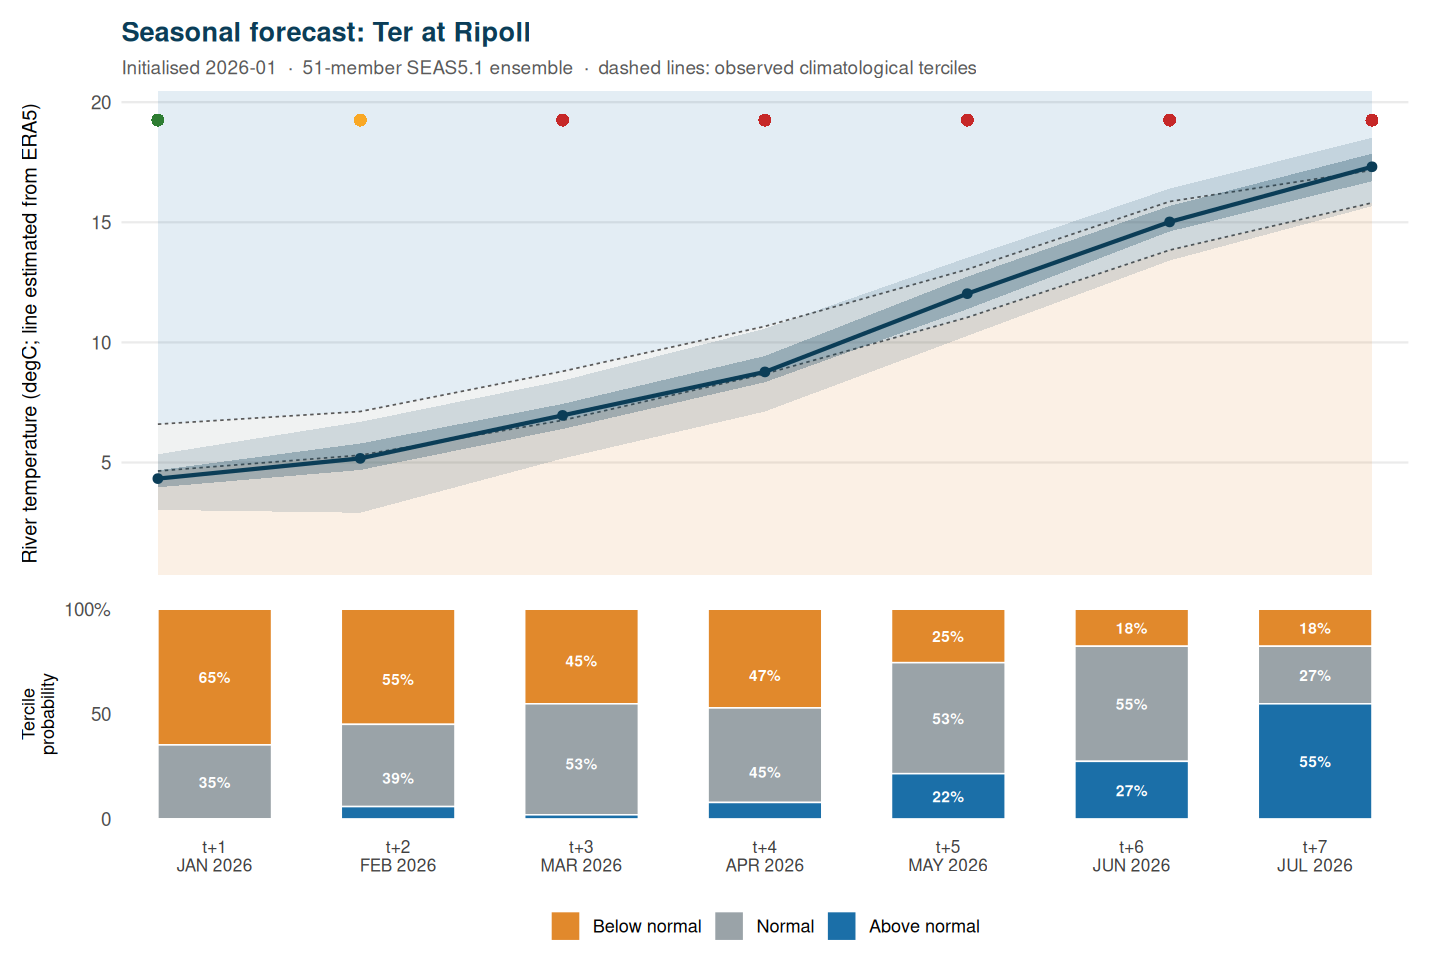 Seasonal forecast: Ter at Ripoll
Initialised 2026-01 · 51-member SEAS5.1 ensemble · dashed lines: observed climatological terciles
River temperature (degC; line estimated from ERA5)
20
15
10
5
Tercile
probability
100%
50
0
65%
35%
55%
39%
45%
53%
47%
45%
25%
53%
22%
18%
55%
27%
18%
27%
55%
t+1
JAN 2026
t+2
FEB 2026
t+3
MAR 2026
t+4
APR 2026
t+5
MAY 2026
t+6
JUN 2026
t+7
JUL 2026
Below normal
Normal
Above normal